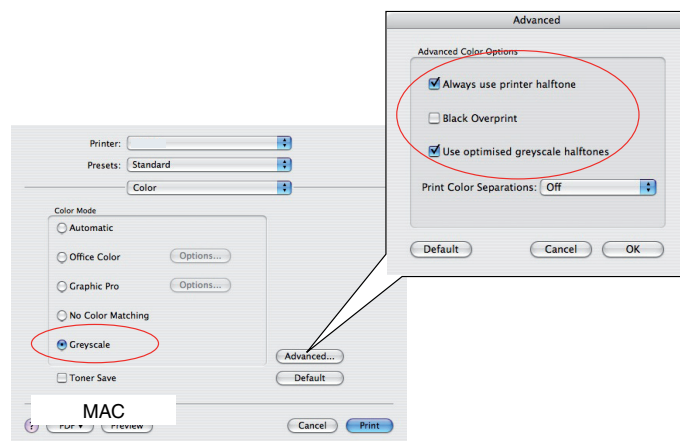 Advanced
Advanced Color Options
Always use printer halftone
Black Overprint
Use optimised greyscale halftones
Print Color Separations: Off
Default Cancel OK
Printer:
Presets: Standard
Color
Color Mode
Automatic
Office Color Options...
Graphic Pro Options...
No Color Matching
Greyscale
Advanced...
Toner Save Default
MAC
? PDF Preview Cancel Print